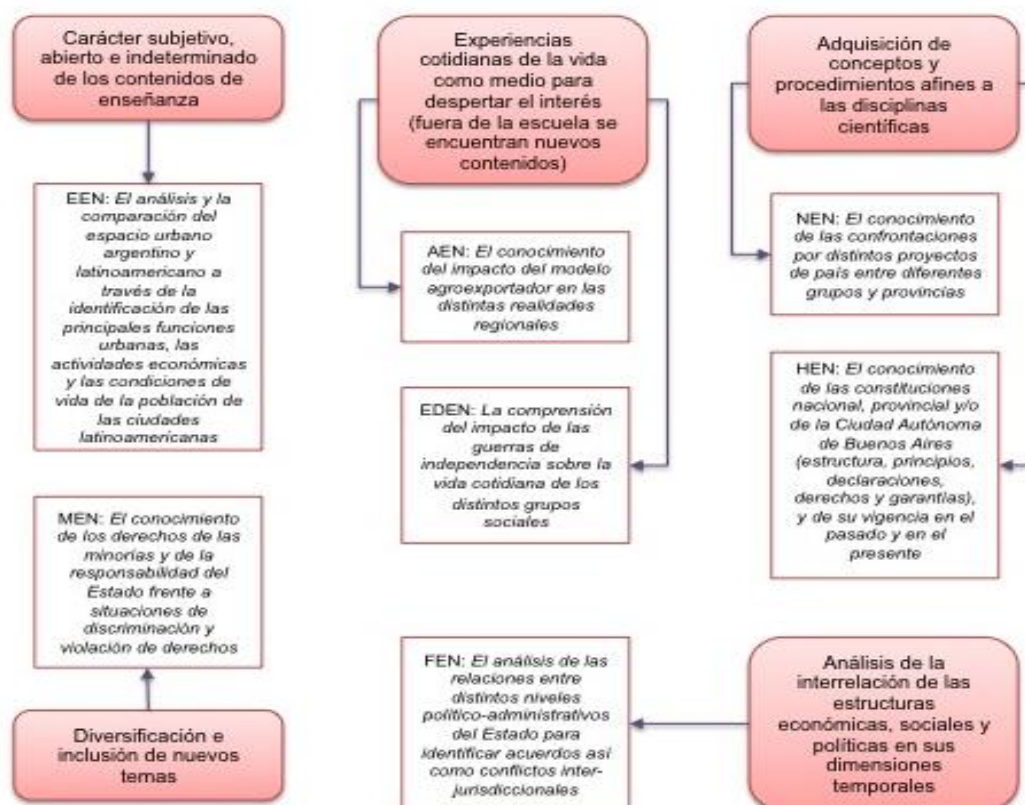 Carácter subjetivo,
abierto e indeterminado
de los contenidos de
enseñanza
EEN: El análisis y la
comparación del
espacio urbano
argentino y
latinoamericano a
través de la
identificación de las
principales funciones
urbanas, las
actividades económicas
y las condiciones de
vida de la población de
las ciudades
latinoamericanas
MEN: El conocimiento
de los derechos de las
minorías y de la
responsabilidad del
Estado frente a
situaciones de
discriminación y
violación de derechos
Diversificación e
inclusión de nuevos
temas
Experiencias
cotidianas de la vida
como medio para
despertar el interés
(fuera de la escuela se
encuentran nuevos
contenidos)
AEN: El conocimiento
del impacto del modelo
agroexportador en las
distintas realidades
regionales
EDEN: La comprensión
del impacto de las
guerras de
independencia sobre la
vida cotidiana de los
distintos grupos
sociales
FEN: El análisis de las
relaciones entre
distintos niveles
político-administrativos
del Estado para
identificar acuerdos así
como conflictos inter-
jurisdiccionales
Adquisición de
conceptos y
procedimientos afines a
las disciplinas
científicas
NEN: El conocimiento
de las confrontaciones
por distintos proyectos
de país entre diferentes
grupos y provincias
HEN: El conocimiento
de las constituciones
nacional, provincial y/o
de la Ciudad Autónoma
de Buenos Aires
(estructura, principios,
declaraciones,
derechos y garantías),
y de su vigencia en el
pasado y en el
presente
Análisis de la
interrelación de las
estructuras
económicas, sociales y
políticas en sus
dimensiones
temporales